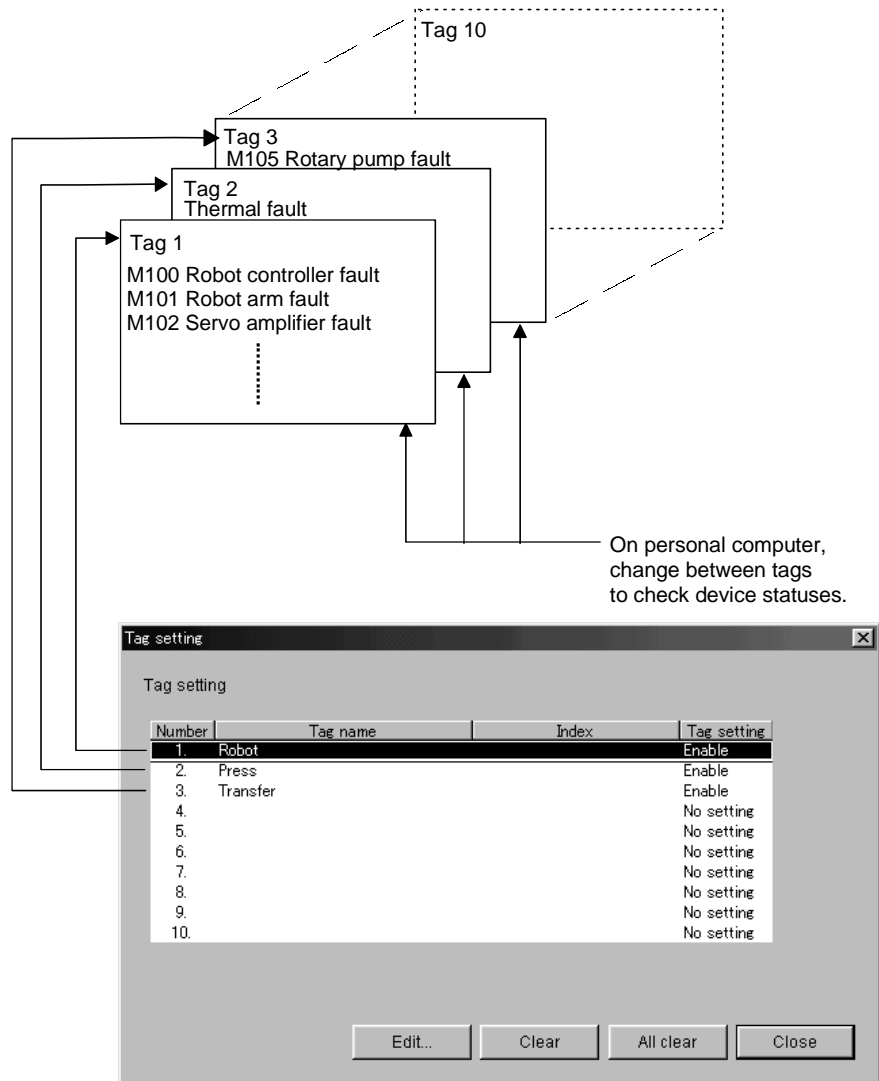 Tag 10
Tag 3
M105 Rotary pump fault
Tag 2
Thermal fault
Tag 1
M100 Robot controller fault
M101 Robot arm fault
M102 Servo amplifier fault
On personal computer,
change between tags
to check device statuses.
Tag setting
Tag setting
Number Tag name Index Tag setting
1. Robot Enable
2. Press Enable
3. Transfer Enable
4. No setting
5. No setting
6. No setting
7. No setting
8. No setting
9. No setting
10. No setting
Edit... Clear All clear Close